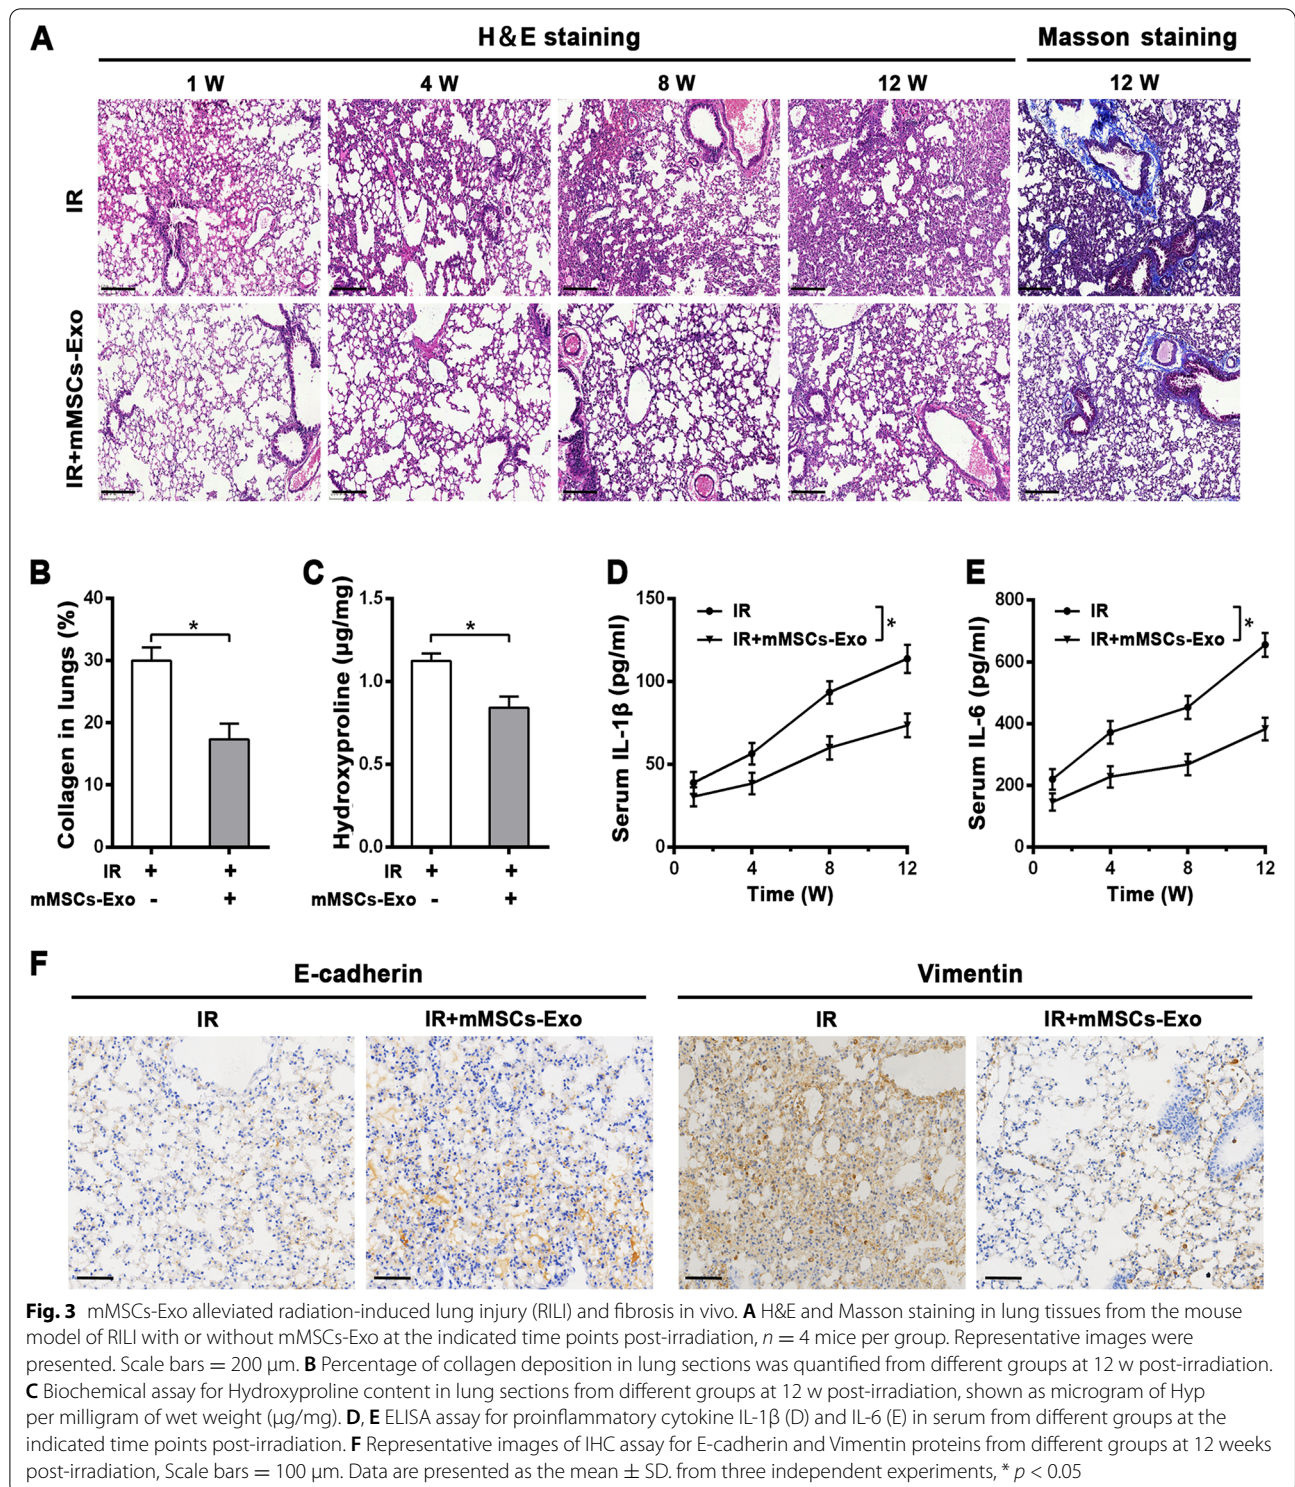 A
H&E staining
Masson staining
1 W
4 W
8 W
12 W
12 W
IR
IR+mMSCs-Exo
B
Collagen in lungs (%)
40
30
20
10
0
*
IR + +
mMSCs-Exo - +
C
Hydroxyproline (μg/mg)
1.5
1.0
0.5
0.0
*
IR + +
mMSCs-Exo - +
D
Serum IL-1β (pg/ml)
150
100
50
0
IR
IR+mMSCs-Exo
*
0 4 8 12
Time (W)
E
Serum IL-6 (pg/ml)
800
600
400
200
0
IR
IR+mMSCs-Exo
*
0 4 8 12
Time (W)
F
E-cadherin
Vimentin
IR
IR+mMSCs-Exo
IR
IR+mMSCs-Exo
Fig. 3 mMSCs-Exo alleviated radiation-induced lung injury (RILI) and fibrosis in vivo. A H&E and Masson staining in lung tissues from the mouse
model of RILI with or without mMSCs-Exo at the indicated time points post-irradiation, n = 4 mice per group. Representative images were
presented. Scale bars = 200 μm. B Percentage of collagen deposition in lung sections was quantified from different groups at 12 w post-irradiation.
C Biochemical assay for Hydroxyproline content in lung sections from different groups at 12 w post-irradiation, shown as microgram of Hyp
per milligram of wet weight (μg/mg). D, E ELISA assay for proinflammatory cytokine IL-1β (D) and IL-6 (E) in serum from different groups at the
indicated time points post-irradiation. F Representative images of IHC assay for E-cadherin and Vimentin proteins from different groups at 12 weeks
post-irradiation, Scale bars = 100 μm. Data are presented as the mean ± SD. from three independent experiments, * p < 0.05